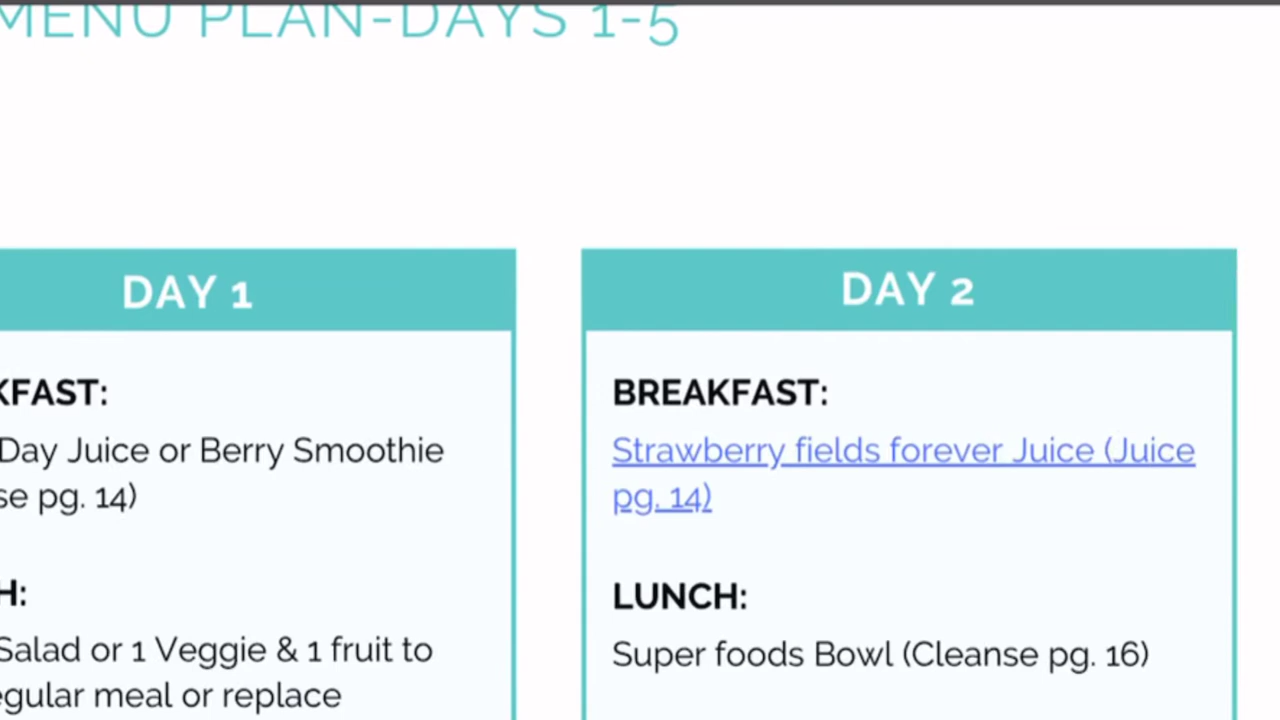 MENU PLAN-DAYS 1-5
DAY 1
KFAST:
Day Juice or Berry Smoothie
se pg. 14)
H:
Salad or 1 Veggie & 1 fruit to
egular meal or replace
DAY 2
BREAKFAST:
Strawberry fields forever Juice (Juice
pg. 14)
LUNCH:
Super foods Bowl (Cleanse pg. 16)